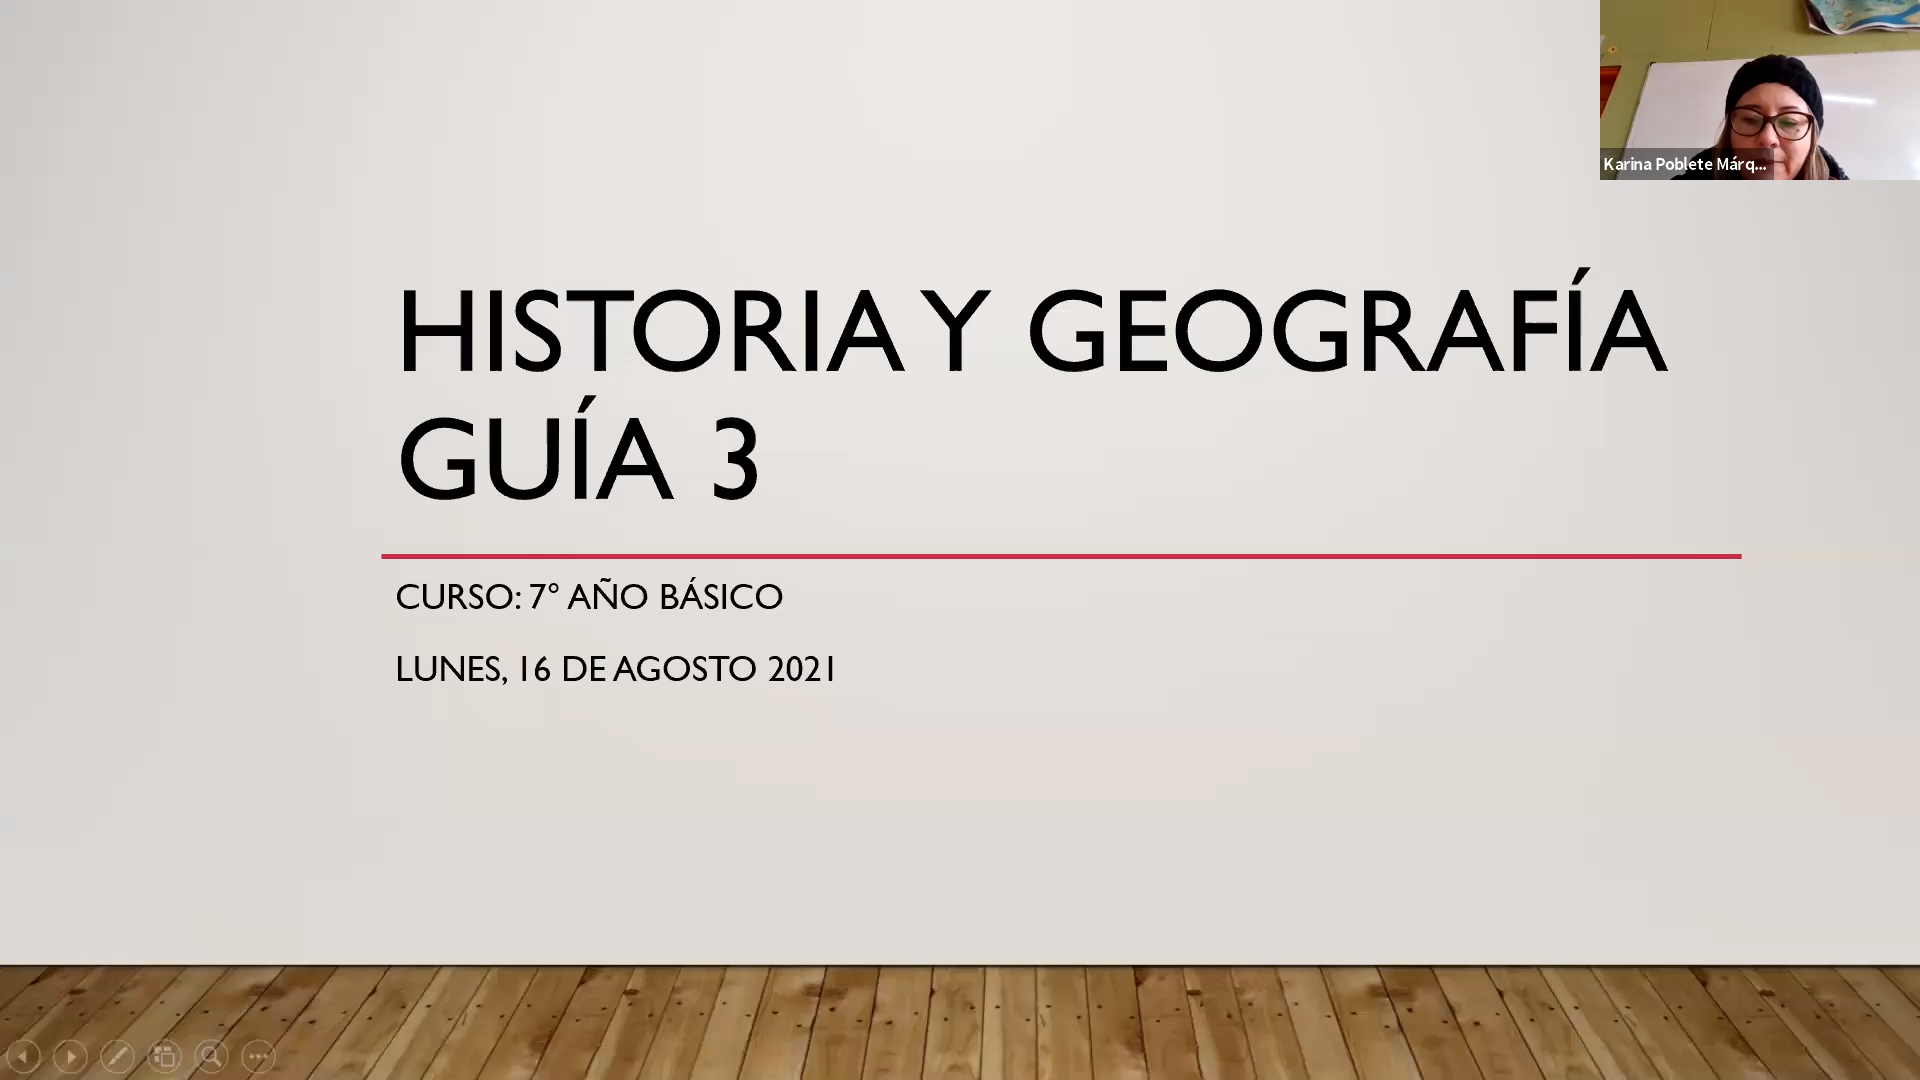 Karina Poblete Márq...
HISTORIA Y GEOGRAFÍA
GUÍA 3
CURSO: 7° AÑO BÁSICO
LUNES, 16 DE AGOSTO 2021